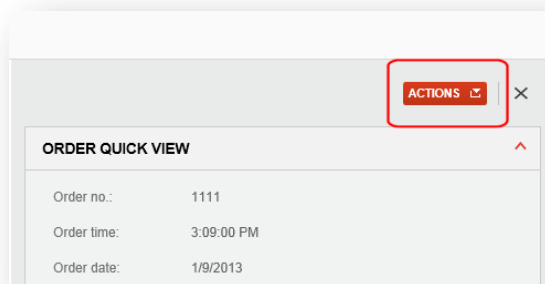 ACTIONS
ORDER QUICK VIEW
Order no.: 1111
Order time: 3:09:00 PM
Order date: 1/9/2013